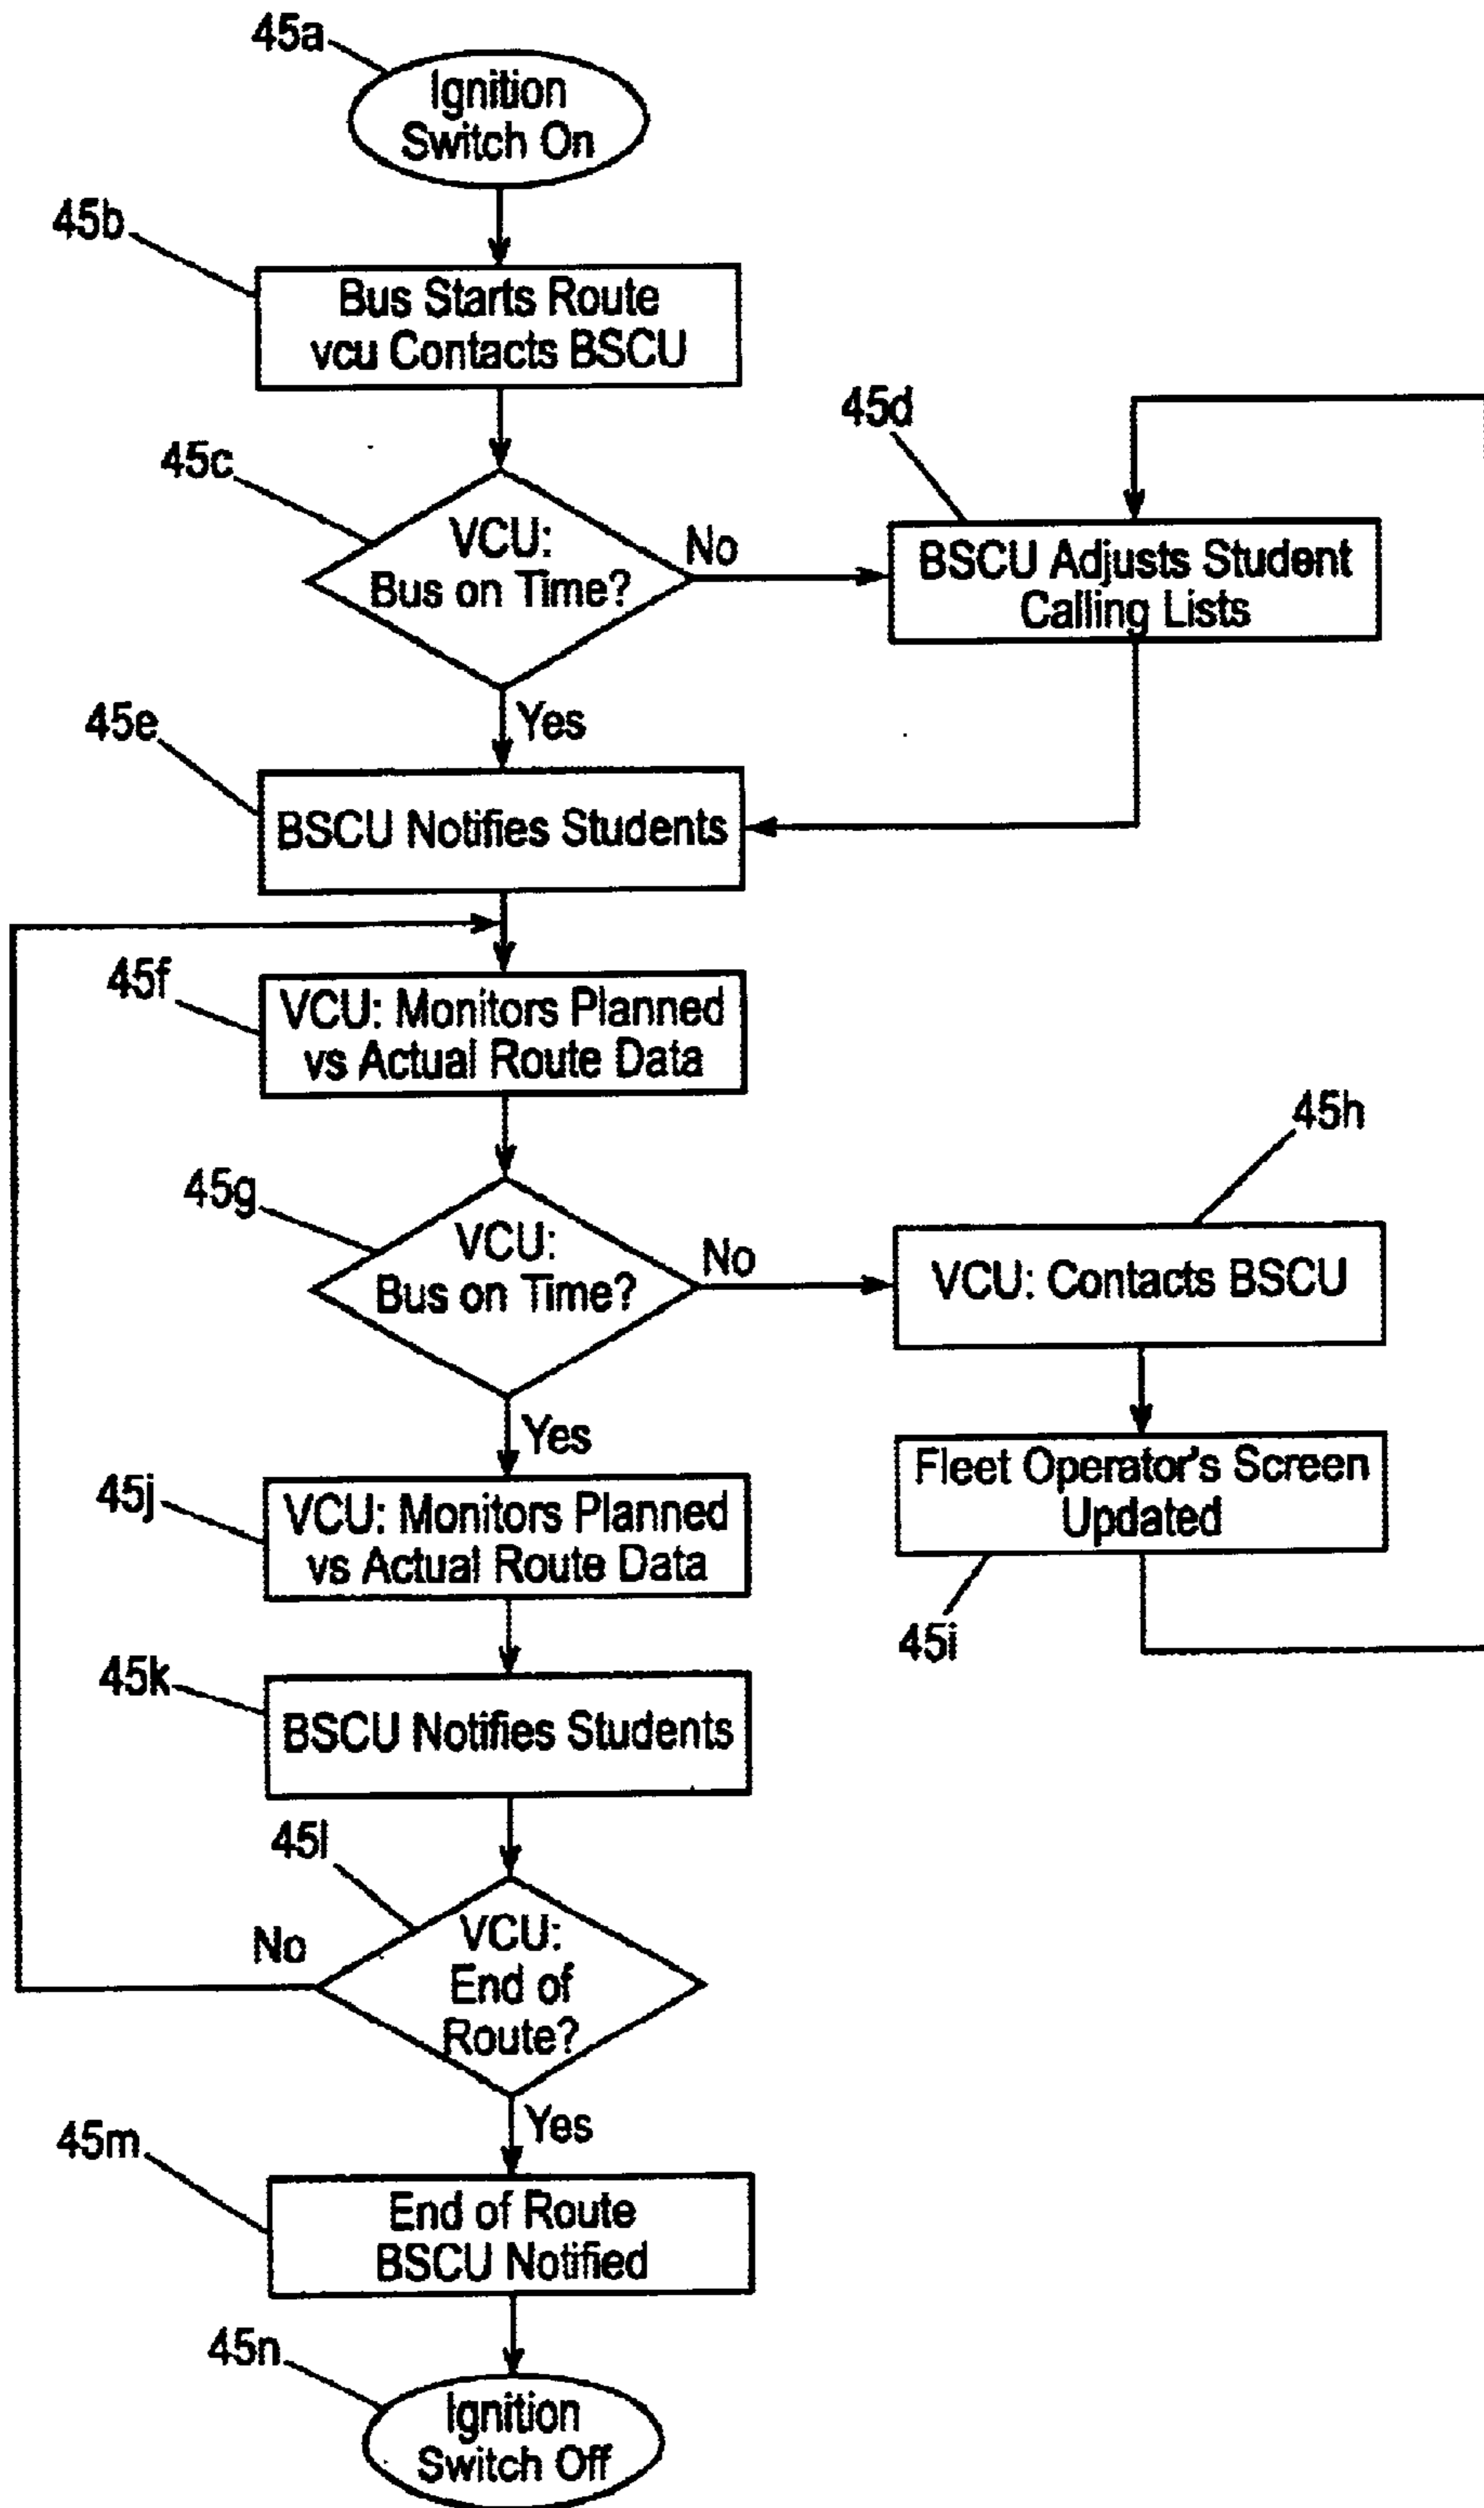 45a
Ignition
Switch On
45b
Bus Starts Route
vcu Contacts BSCU
45c
VCU:
Bus on Time?
No
45d
BSCU Adjusts Student
Calling Lists
Yes
45e
BSCU Notifies Students
45f
VCU: Monitors Planned
vs Actual Route Data
45g
VCU:
Bus on Time?
No
45h
VCU: Contacts BSCU
Fleet Operator's Screen
Updated
45i
Yes
45j
VCU: Monitors Planned
vs Actual Route Data
45k
BSCU Notifies Students
45l
VCU:
End of
Route?
No
Yes
45m
End of Route
BSCU Notified
45n
Ignition
Switch Off